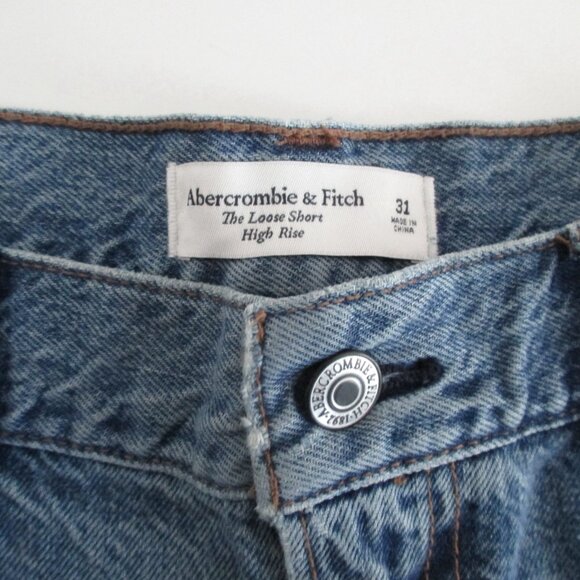 Abercrombie & Fitch
The Loose Short
High Rise
31
MADE IN
CHINA
ABERCROMBIE & FITCH · 1892 ·